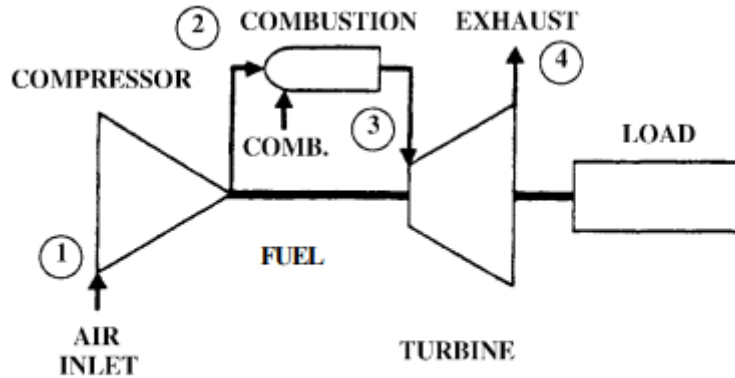 2
COMBUSTION
EXHAUST
4
COMPRESSOR
3
COMB.
LOAD
1
FUEL
AIR
INLET
TURBINE